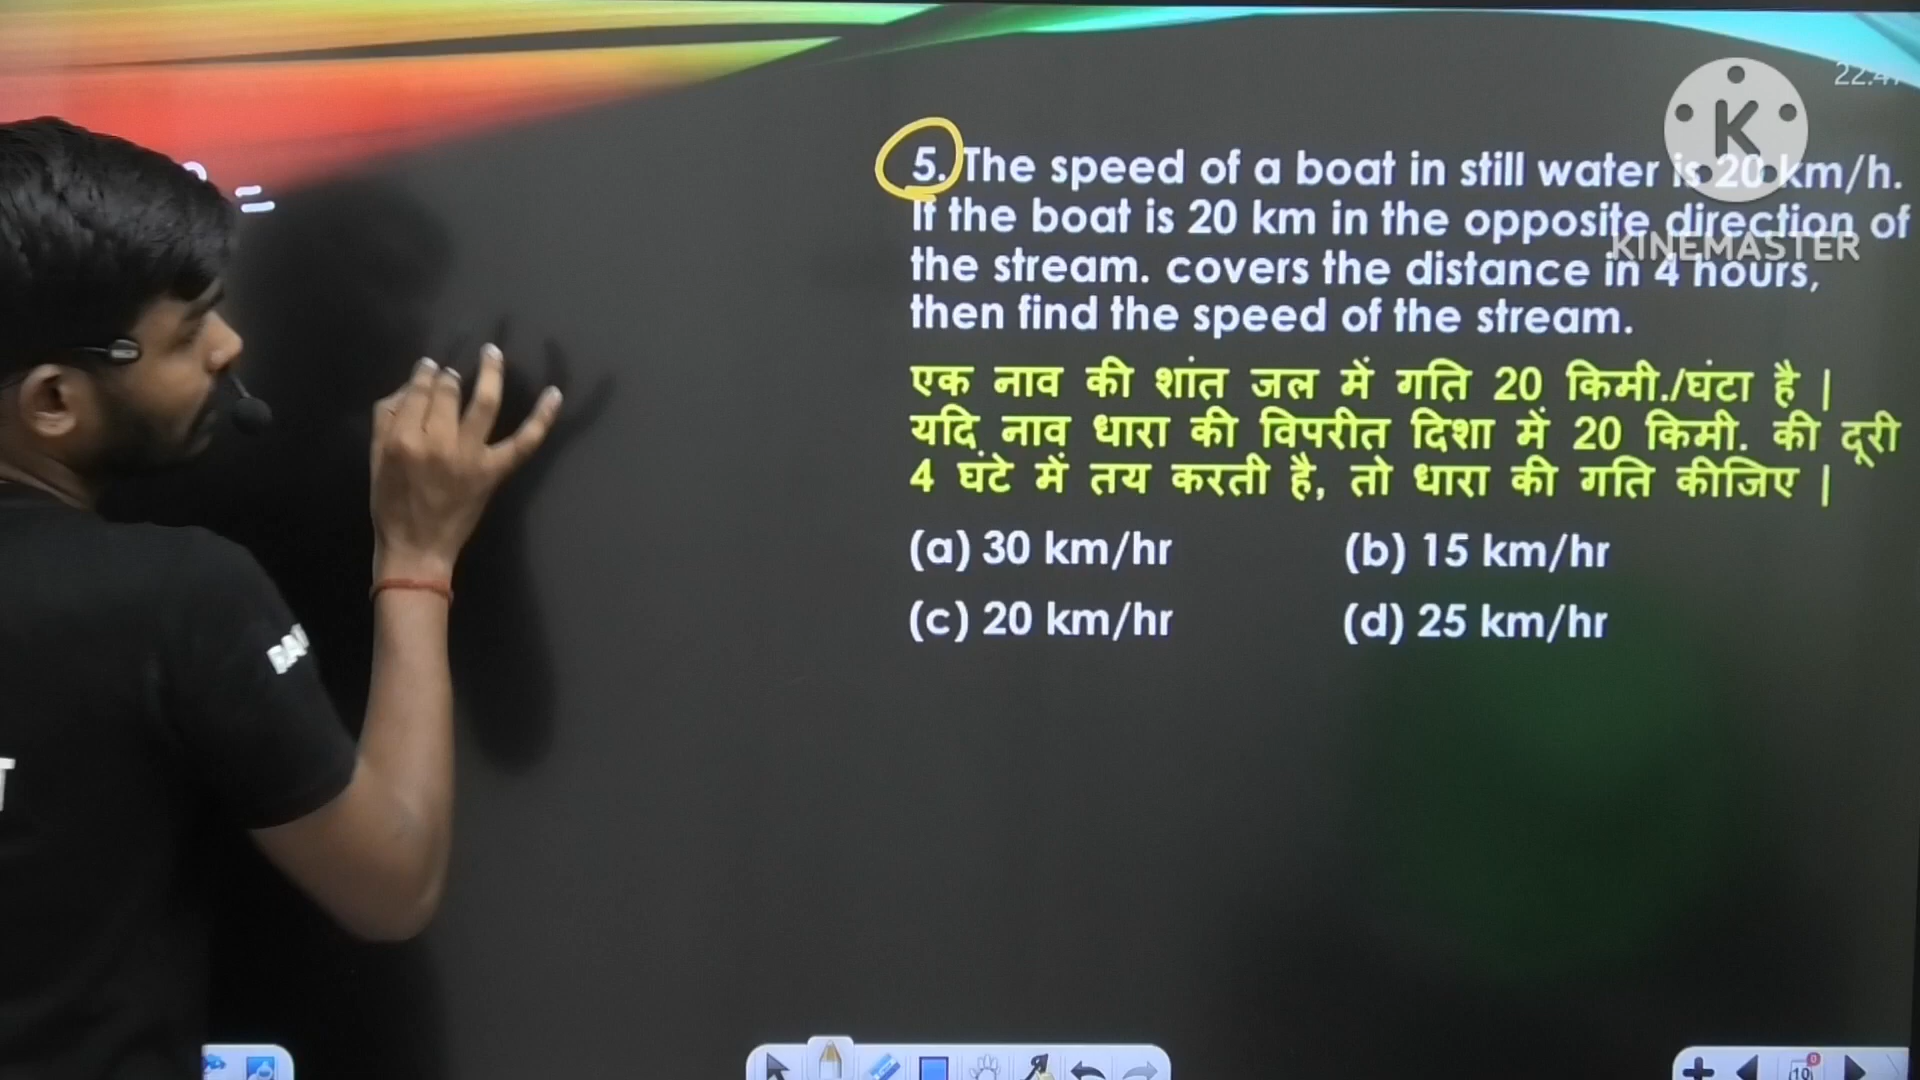 22:4
K
5. The speed of a boat in still water is 20 km/h.
If the boat is 20 km in the opposite direction of
KINEMASTER
the stream. covers the distance in 4 hours,
then find the speed of the stream.
एक नाव की शांत जल में गति 20 किमी./घंटा है |
यदि नाव धारा की विपरीत दिशा में 20 किमी. की दूरी
4 घंटे में तय करती है, तो धारा की गति कीजिए |
(a) 30 km/hr (b) 15 km/hr
(c) 20 km/hr (d) 25 km/hr
=
10